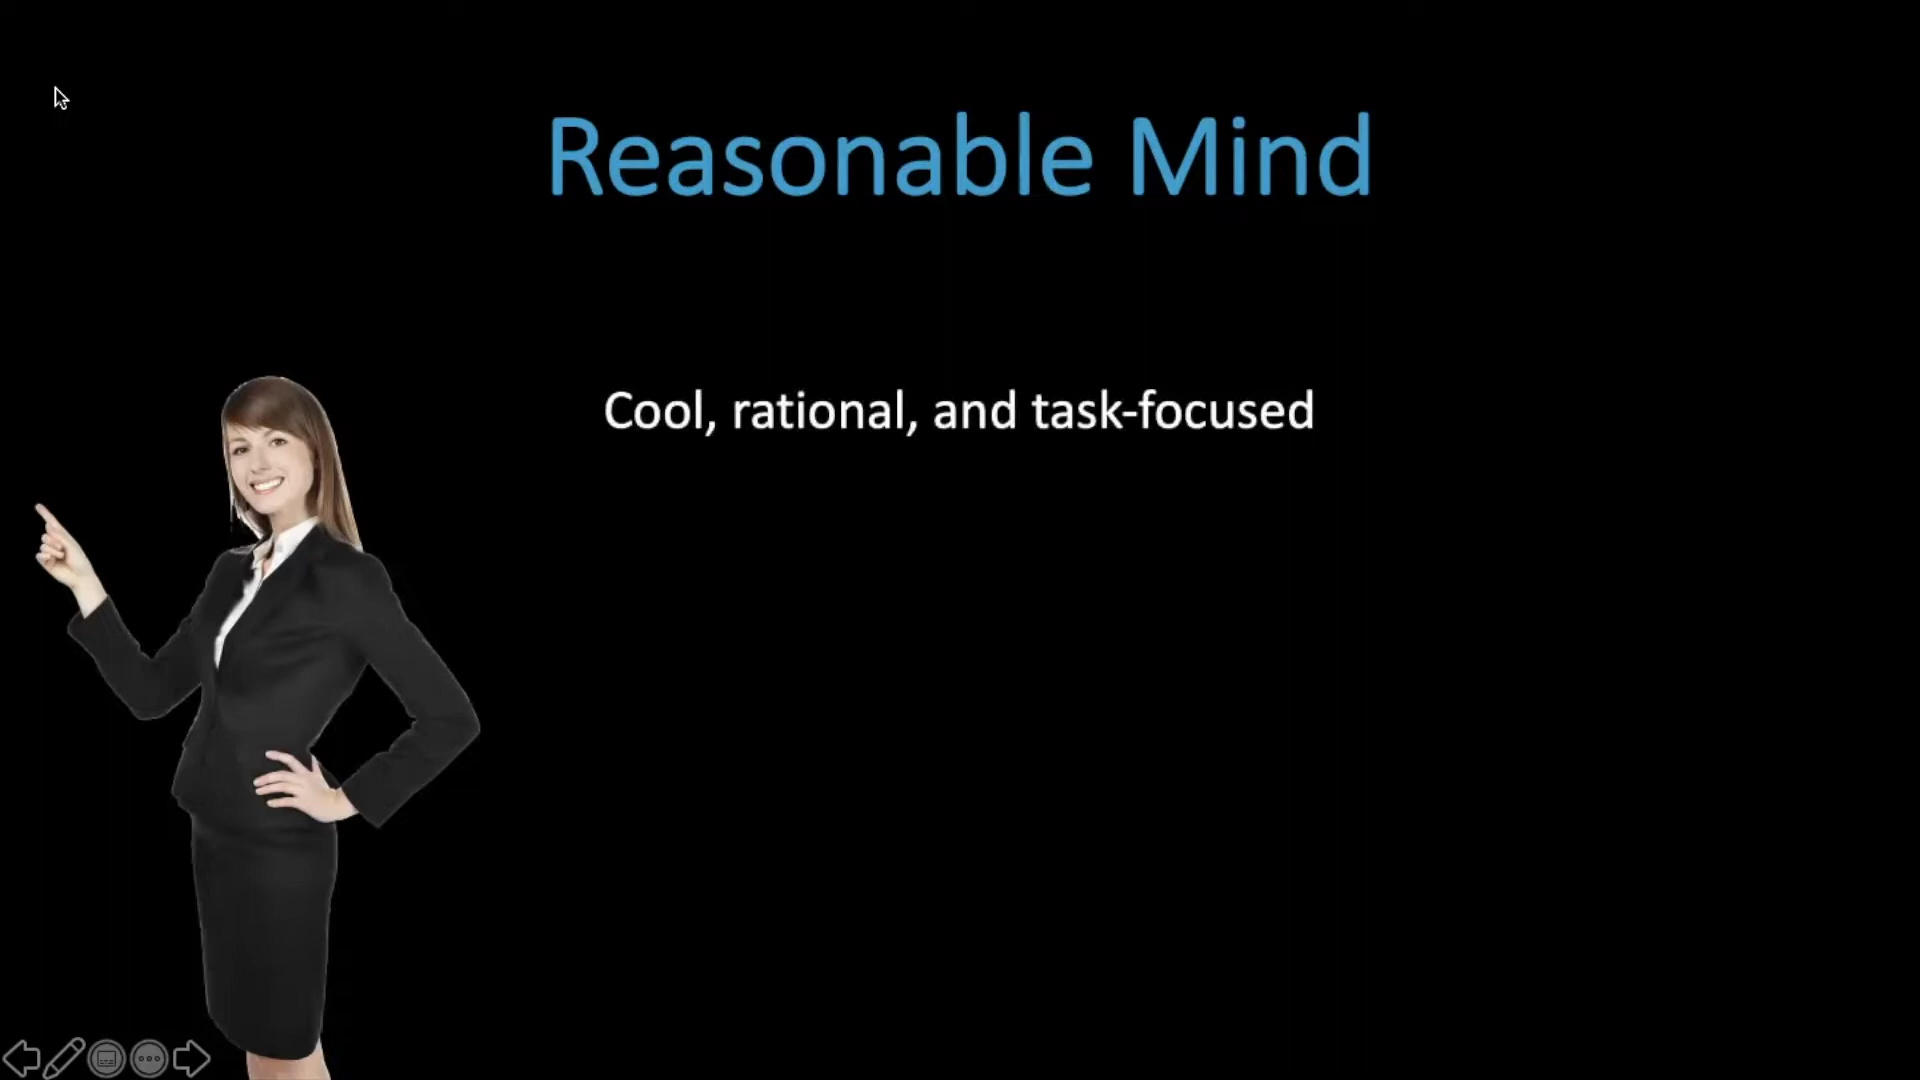 Reasonable Mind
Cool, rational, and task-focused